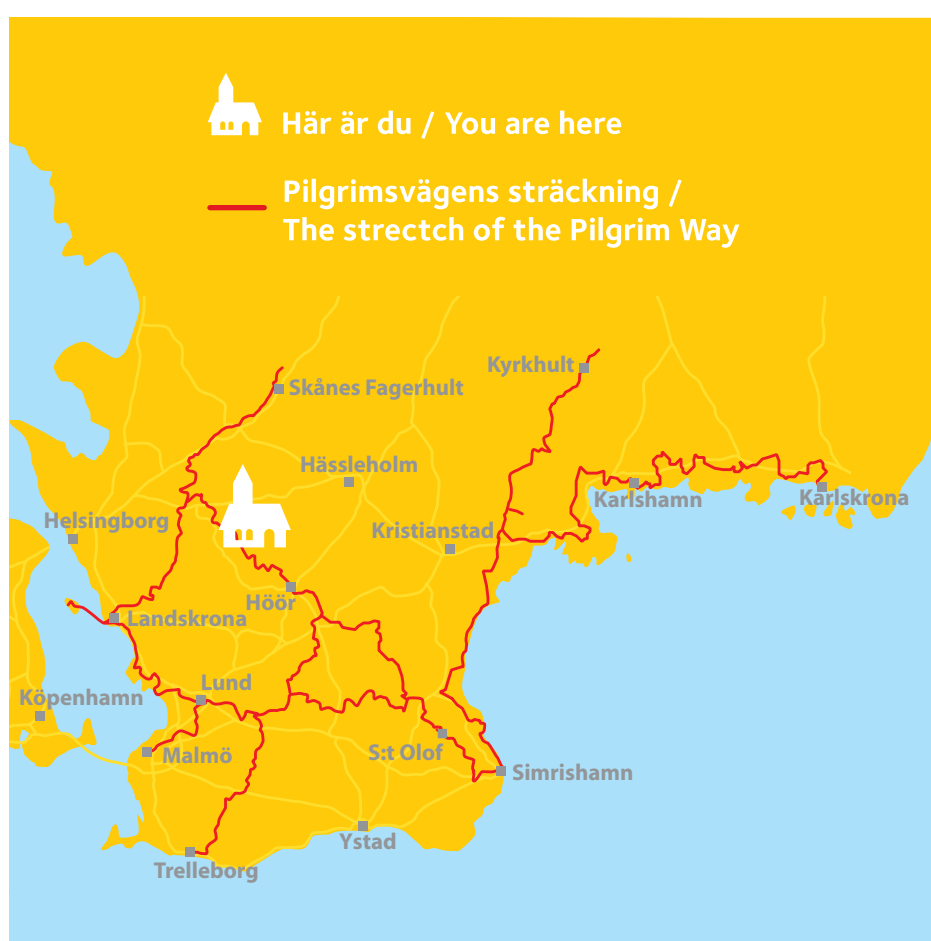 Här är du / You are here
Pilgrimsvägens sträckning /
The strectch of the Pilgrim Way
Kyrkhult
Skånes Fagerhult
Hässleholm
Karlshamn
Karlskrona
Helsingborg
Kristianstad
Höör
Landskrona
Lund
Köpenhamn
Malmö
S:t Olof
Simrishamn
Ystad
Trelleborg